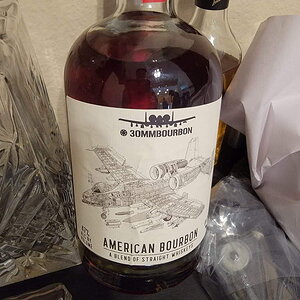 30MMBOURBON
AMERICAN BOURBON
A BLEND OF STRAIGHT WHISKEYS